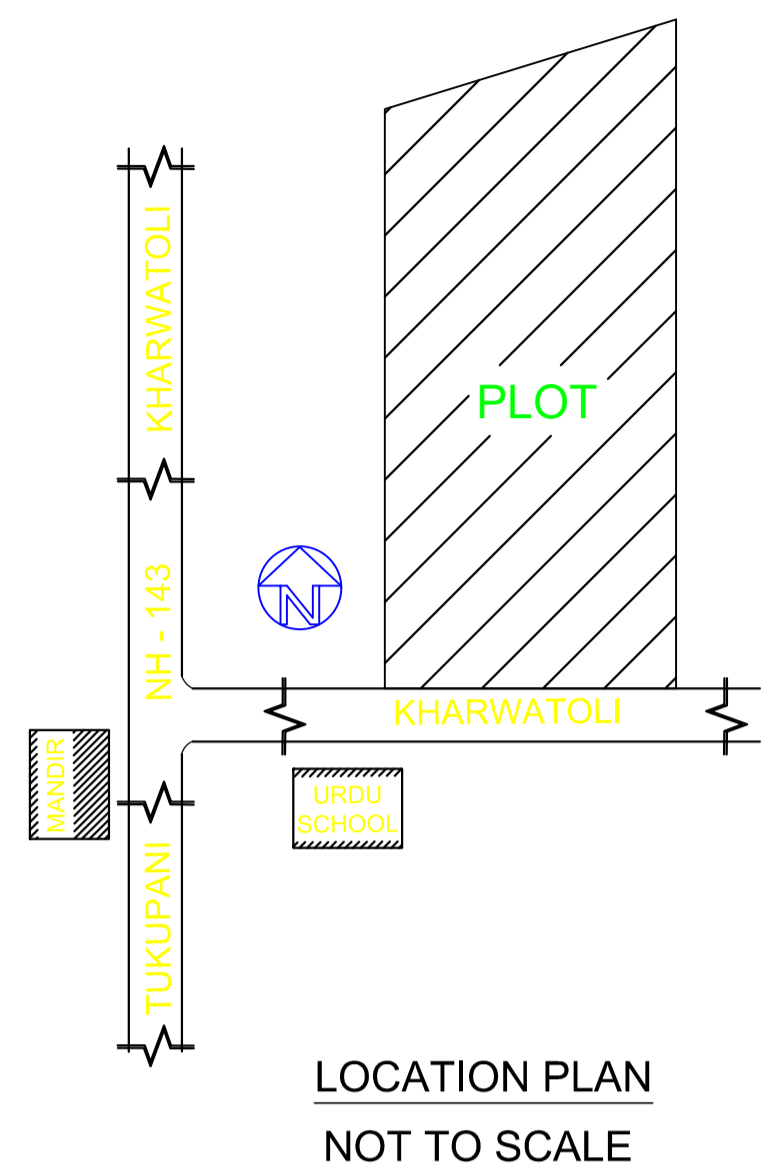 KHARWATOLI
PLOT
NH - 143
N
KHARWATOLI
MANDIR
URDU
SCHOOL
TUKUPANI
LOCATION PLAN
NOT TO SCALE